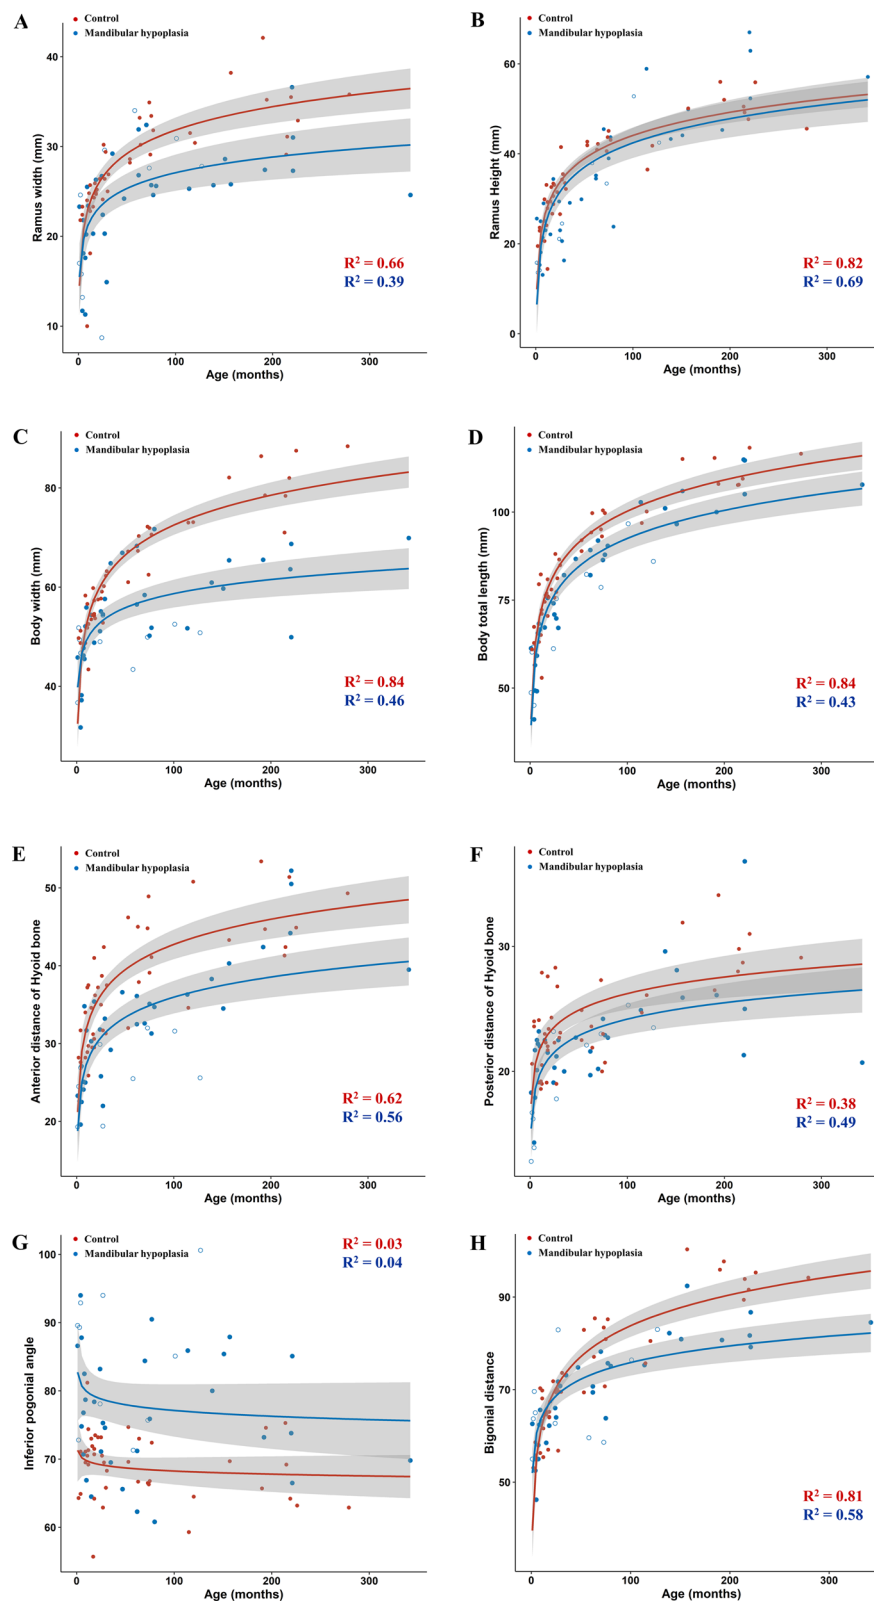 A
Control
Mandibular hypoplasia
40
30
20
10
Ramus width (mm)
R² = 0.66
R² = 0.39
0
100
200
300
Age (months)
B
Control
Mandibular hypoplasia
60
40
20
0
Ramus Height (mm)
R² = 0.82
R² = 0.69
0
100
200
300
Age (months)
C
Control
Mandibular hypoplasia
80
60
40
Body width (mm)
R² = 0.84
R² = 0.46
0
100
200
300
Age (months)
D
Control
Mandibular hypoplasia
100
75
50
Body total length (mm)
R² = 0.84
R² = 0.43
0
100
200
300
Age (months)
E
Control
Mandibular hypoplasia
50
40
30
20
Anterior distance of Hyoid bone
R² = 0.62
R² = 0.56
0
100
200
300
Age (months)
F
Control
Mandibular hypoplasia
30
20
Posterior distance of Hyoid bone
R² = 0.38
R² = 0.49
0
100
200
300
Age (months)
G
Control
Mandibular hypoplasia
R² = 0.03
R² = 0.04
100
90
80
70
60
Inferior pogonial angle
0
100
200
300
Age (months)
H
Control
Mandibular hypoplasia
90
70
50
Bigonial distance
R² = 0.81
R² = 0.58
0
100
200
300
Age (months)